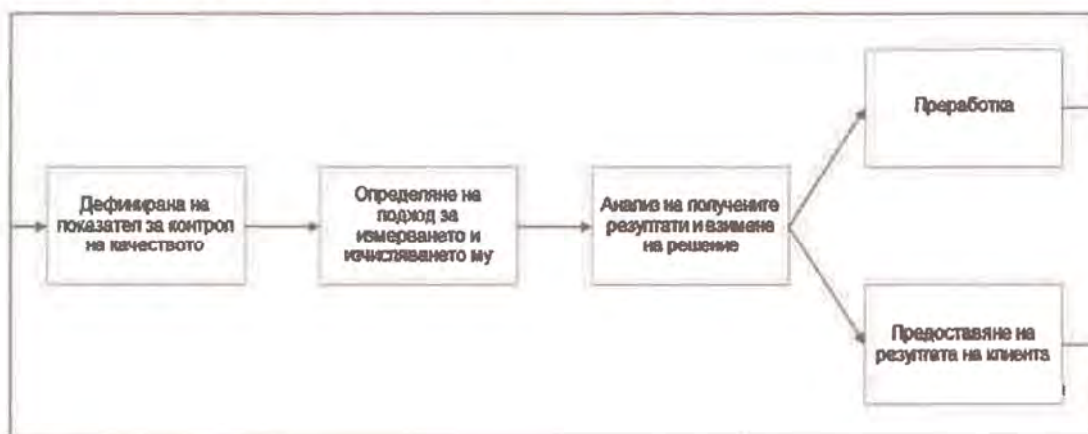 Дефинирана на
показател за контрол
на качеството
Определяне на
подход за
измерването и
изчисляването му
Анализ на получените
резултати и взимане
на решение
Преработка
Предоставяне на
резултата на клиента